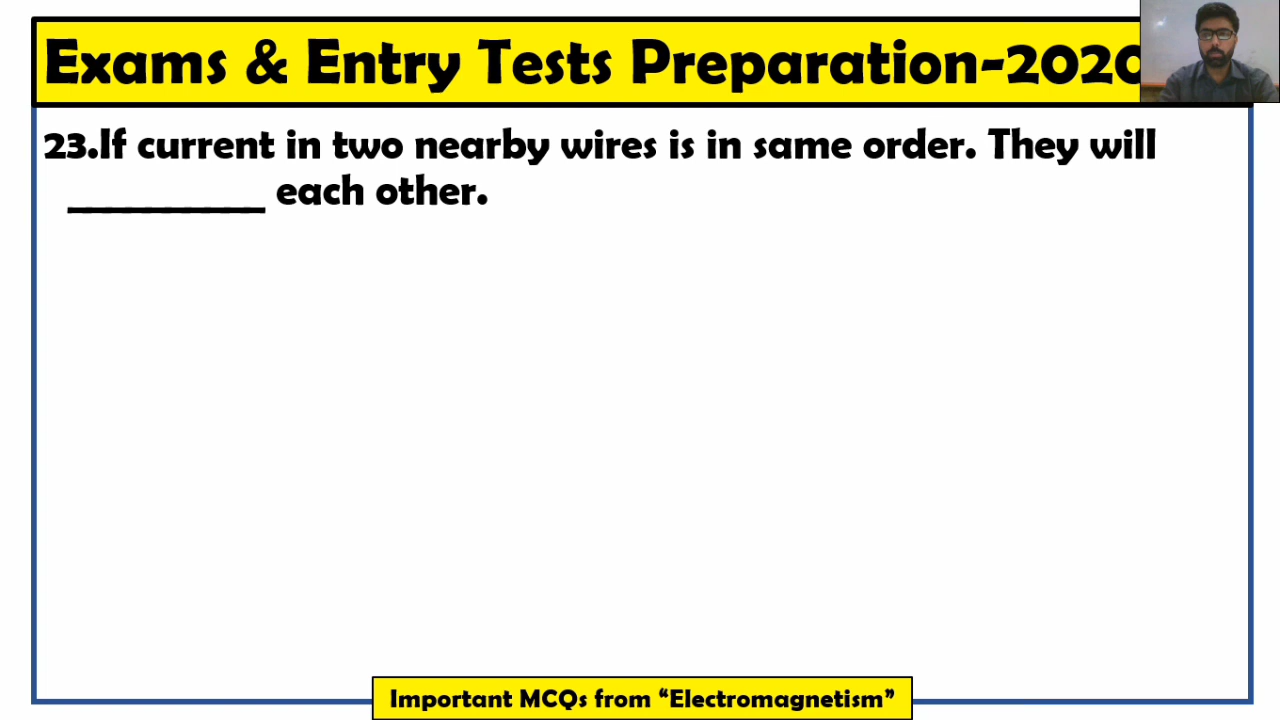 Exams & Entry Tests Preparation-2020
23.If current in two nearby wires is in same order. They will
__________ each other.
Important MCQs from “Electromagnetism”